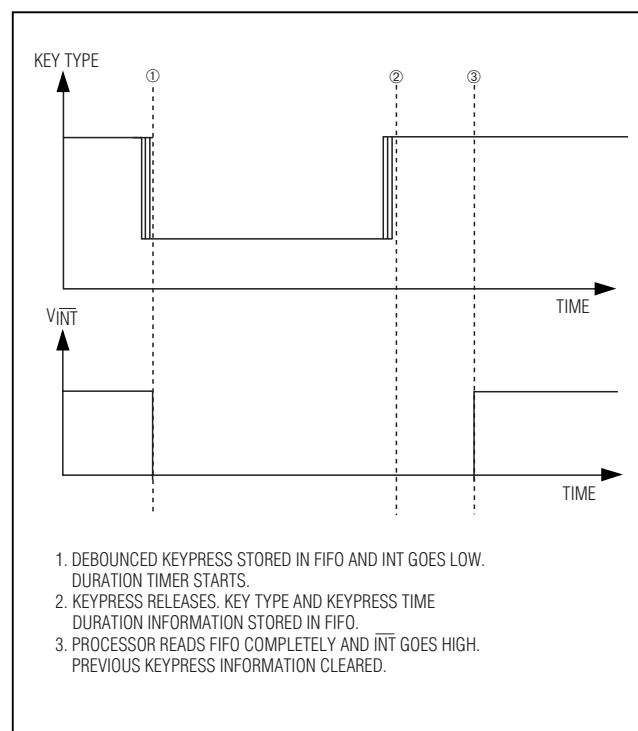 KEY TYPE
① ② ③
TIME
VI̅N̅T̅
TIME
1. DEBOUNCED KEYPRESS STORED IN FIFO AND INT GOES LOW.
DURATION TIMER STARTS.
2. KEYPRESS RELEASES. KEY TYPE AND KEYPRESS TIME
DURATION INFORMATION STORED IN FIFO.
3. PROCESSOR READS FIFO COMPLETELY AND I̅N̅T̅ GOES HIGH.
PREVIOUS KEYPRESS INFORMATION CLEARED.